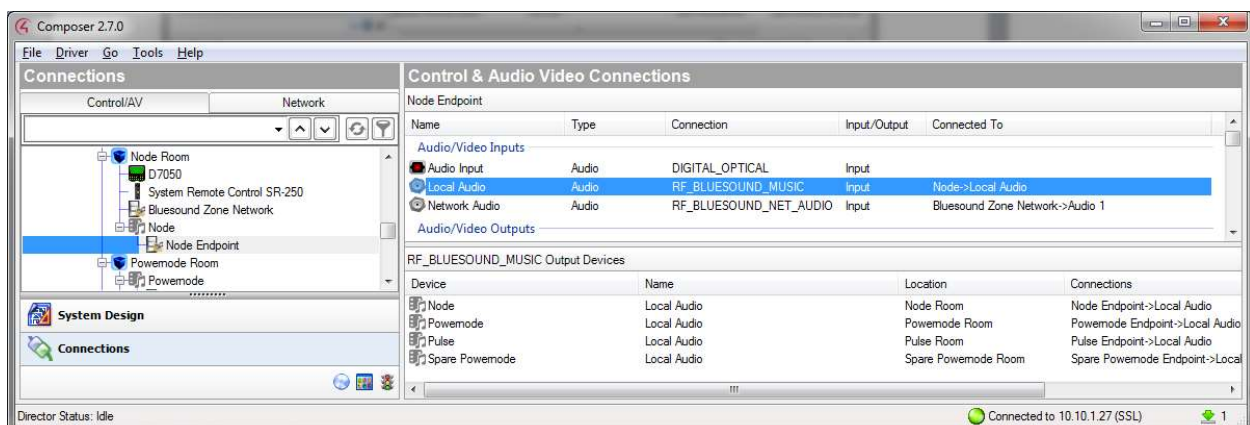 Composer 2.7.0
File Driver Go Tools Help
Connections
Control/AV Network
Node Room
D7050
System Remote Control SR-250
Bluesound Zone Network
Node
Node Endpoint
Powernode Room
Powernode
System Design
Connections
Control & Audio Video Connections
Node Endpoint
Name Type Connection Input/Output Connected To
Audio/Video Inputs
Audio Input Audio DIGITAL_OPTICAL Input
Local Audio Audio RF_BLUESOUND_MUSIC Input Node->Local Audio
Network Audio Audio RF_BLUESOUND_NET_AUDIO Input Bluesound Zone Network->Audio 1
Audio/Video Outputs
RF_BLUESOUND_MUSIC Output Devices
Device Name Location Connections
Node Local Audio Node Room Node Endpoint->Local Audio
Powernode Local Audio Powernode Room Powernode Endpoint->Local Audio
Pulse Local Audio Pulse Room Pulse Endpoint->Local Audio
Spare Powernode Local Audio Spare Powernode Room Spare Powernode Endpoint->Local
Director Status: Idle Connected to 10.10.1.27 (SSL) 1